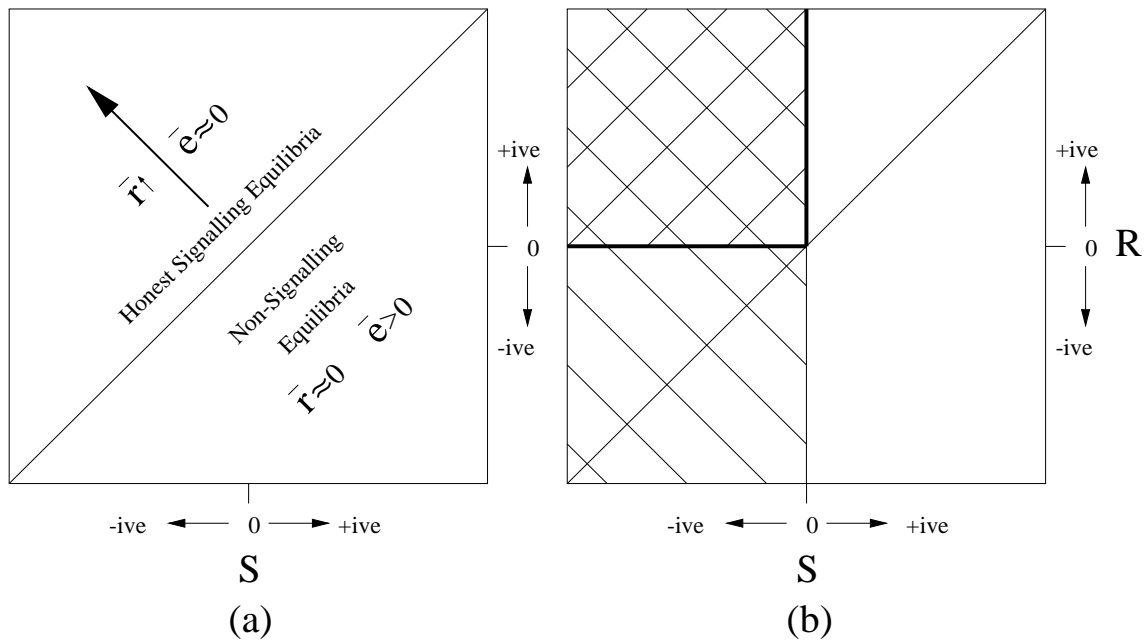 Honest Signalling Equilibria
r̄↑
ē≈0
Non-Signalling
Equilibria
r̄≈0
ē>0
+ive
0
-ive
-ive 0 +ive
S
(a)
+ive
0 R
-ive
-ive 0 +ive
S
(b)